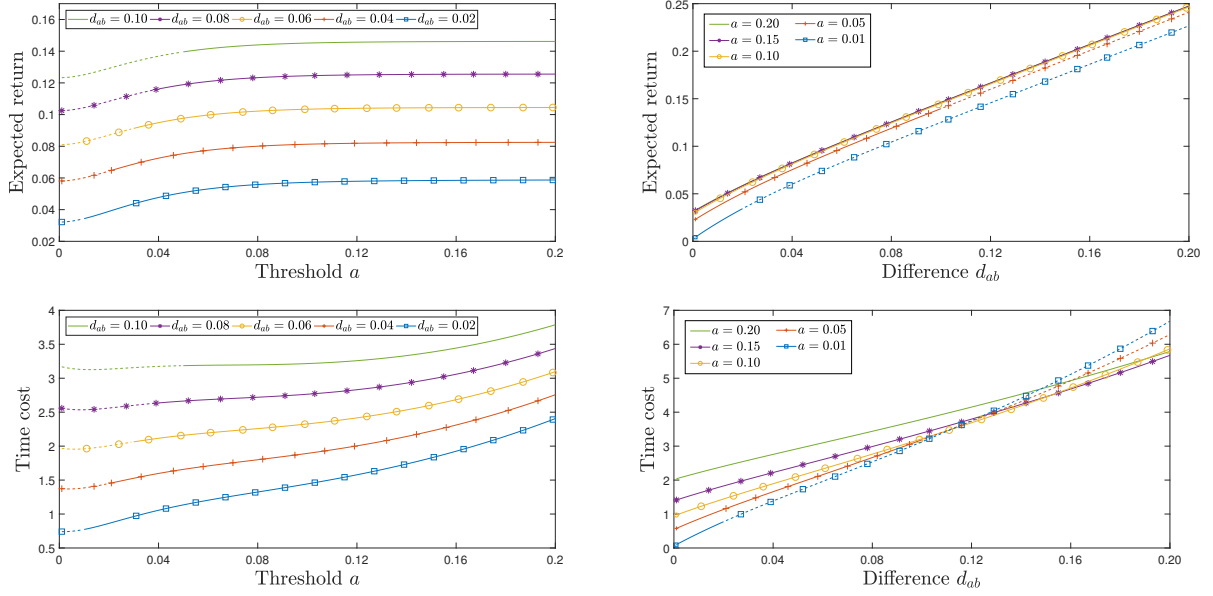 Expected return
0.16
0.14
0.12
0.1
0.08
0.06
0.04
0.02
d_ab = 0.10 d_ab = 0.08 d_ab = 0.06 d_ab = 0.04 d_ab = 0.02
0 0.04 0.08 0.12 0.16 0.2
Threshold a
Expected return
0.25
0.20
0.15
0.10
0.05
0
a = 0.20 a = 0.05
a = 0.15 a = 0.01
a = 0.10
0 0.04 0.08 0.12 0.16 0.20
Difference d_ab
Time cost
4
3.5
3
2.5
2
1.5
1
0.5
d_ab = 0.10 d_ab = 0.08 d_ab = 0.06 d_ab = 0.04 d_ab = 0.02
0 0.04 0.08 0.12 0.16 0.2
Threshold a
Time cost
7
6
5
4
3
2
1
0
a = 0.20 a = 0.05
a = 0.15 a = 0.01
a = 0.10
0 0.04 0.08 0.12 0.16 0.20
Difference d_ab